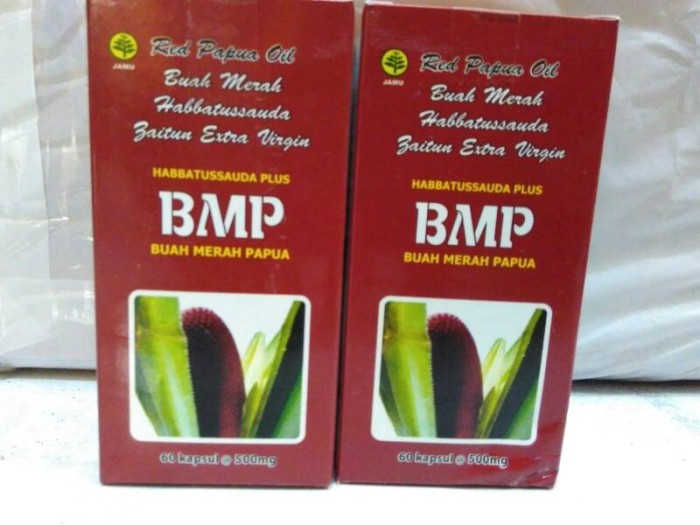 JAMU
Red Papua Oil
Buah Merah
Habbatussauda
Zaitun Extra Virgin
HABBATUSSAUDA PLUS
BMP
BUAH MERAH PAPUA
60 kapsul @ 500mg
JAMU
Red Papua Oil
Buah Merah
Habbatussauda
Zaitun Extra Virgin
HABBATUSSAUDA PLUS
BMP
BUAH MERAH PAPUA
60 kapsul @ 500mg